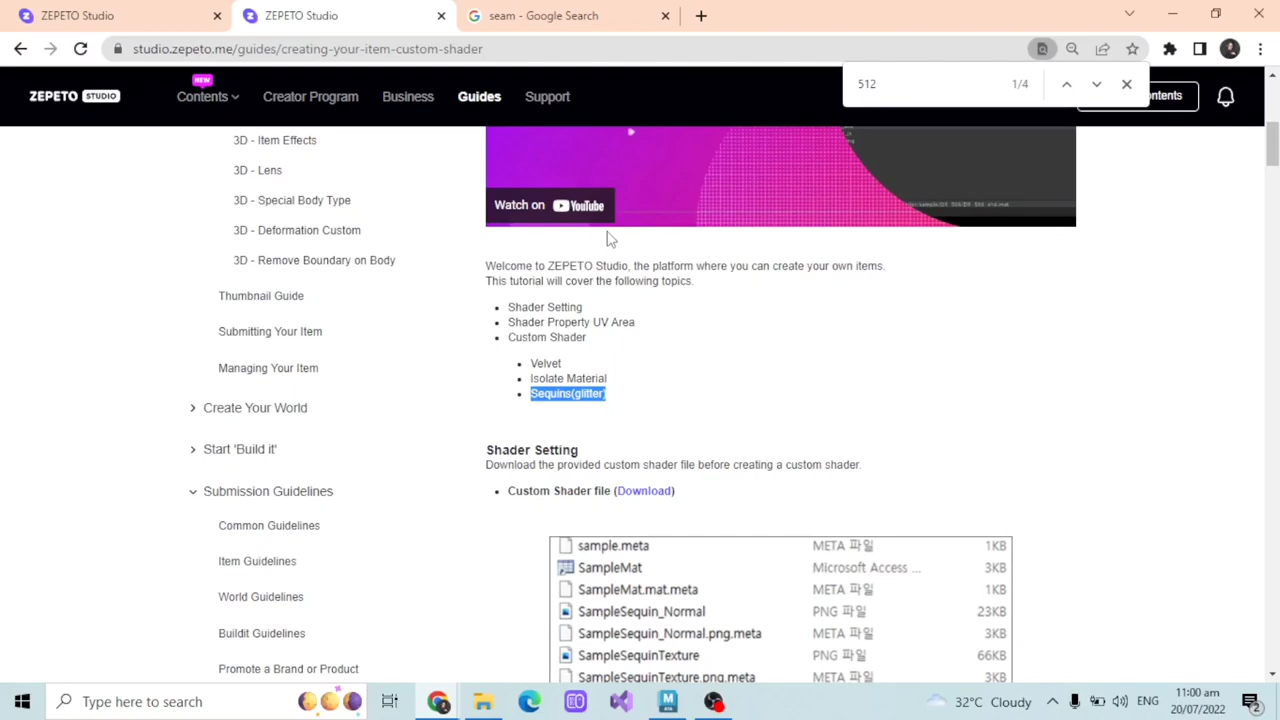 ZEPETO Studio
ZEPETO Studio
seam - Google Search
studio.zepeto.me/guides/creating-your-item-custom-shader
512
1/4
ZEPETO STUDIO
NEW
Contents
Creator Program
Business
Guides
Support
ntents
3D - Item Effects
3D - Lens
3D - Special Body Type
3D - Deformation Custom
3D - Remove Boundary on Body
Thumbnail Guide
Submitting Your Item
Managing Your Item
Create Your World
Start 'Build it'
Submission Guidelines
Common Guidelines
Item Guidelines
World Guidelines
Buildit Guidelines
Promote a Brand or Product
Watch on YouTube
Welcome to ZEPETO Studio, the platform where you can create your own items.
This tutorial will cover the following topics.
Shader Setting
Shader Property UV Area
Custom Shader
Velvet
Isolate Material
Sequins(glitter)
Shader Setting
Download the provided custom shader file before creating a custom shader.
Custom Shader file (Download)
sample.meta META 파일 1KB
SampleMat Microsoft Access ... 3KB
SampleMat.mat.meta META 파일 1KB
SampleSequin_Normal PNG 파일 23KB
SampleSequin_Normal.png.meta META 파일 3KB
SampleSequinTexture PNG 파일 66KB
SampleSequinTexture.png.meta META 파일 3KB
Type here to search
32°C Cloudy
ENG
11:00 am
20/07/2022
2